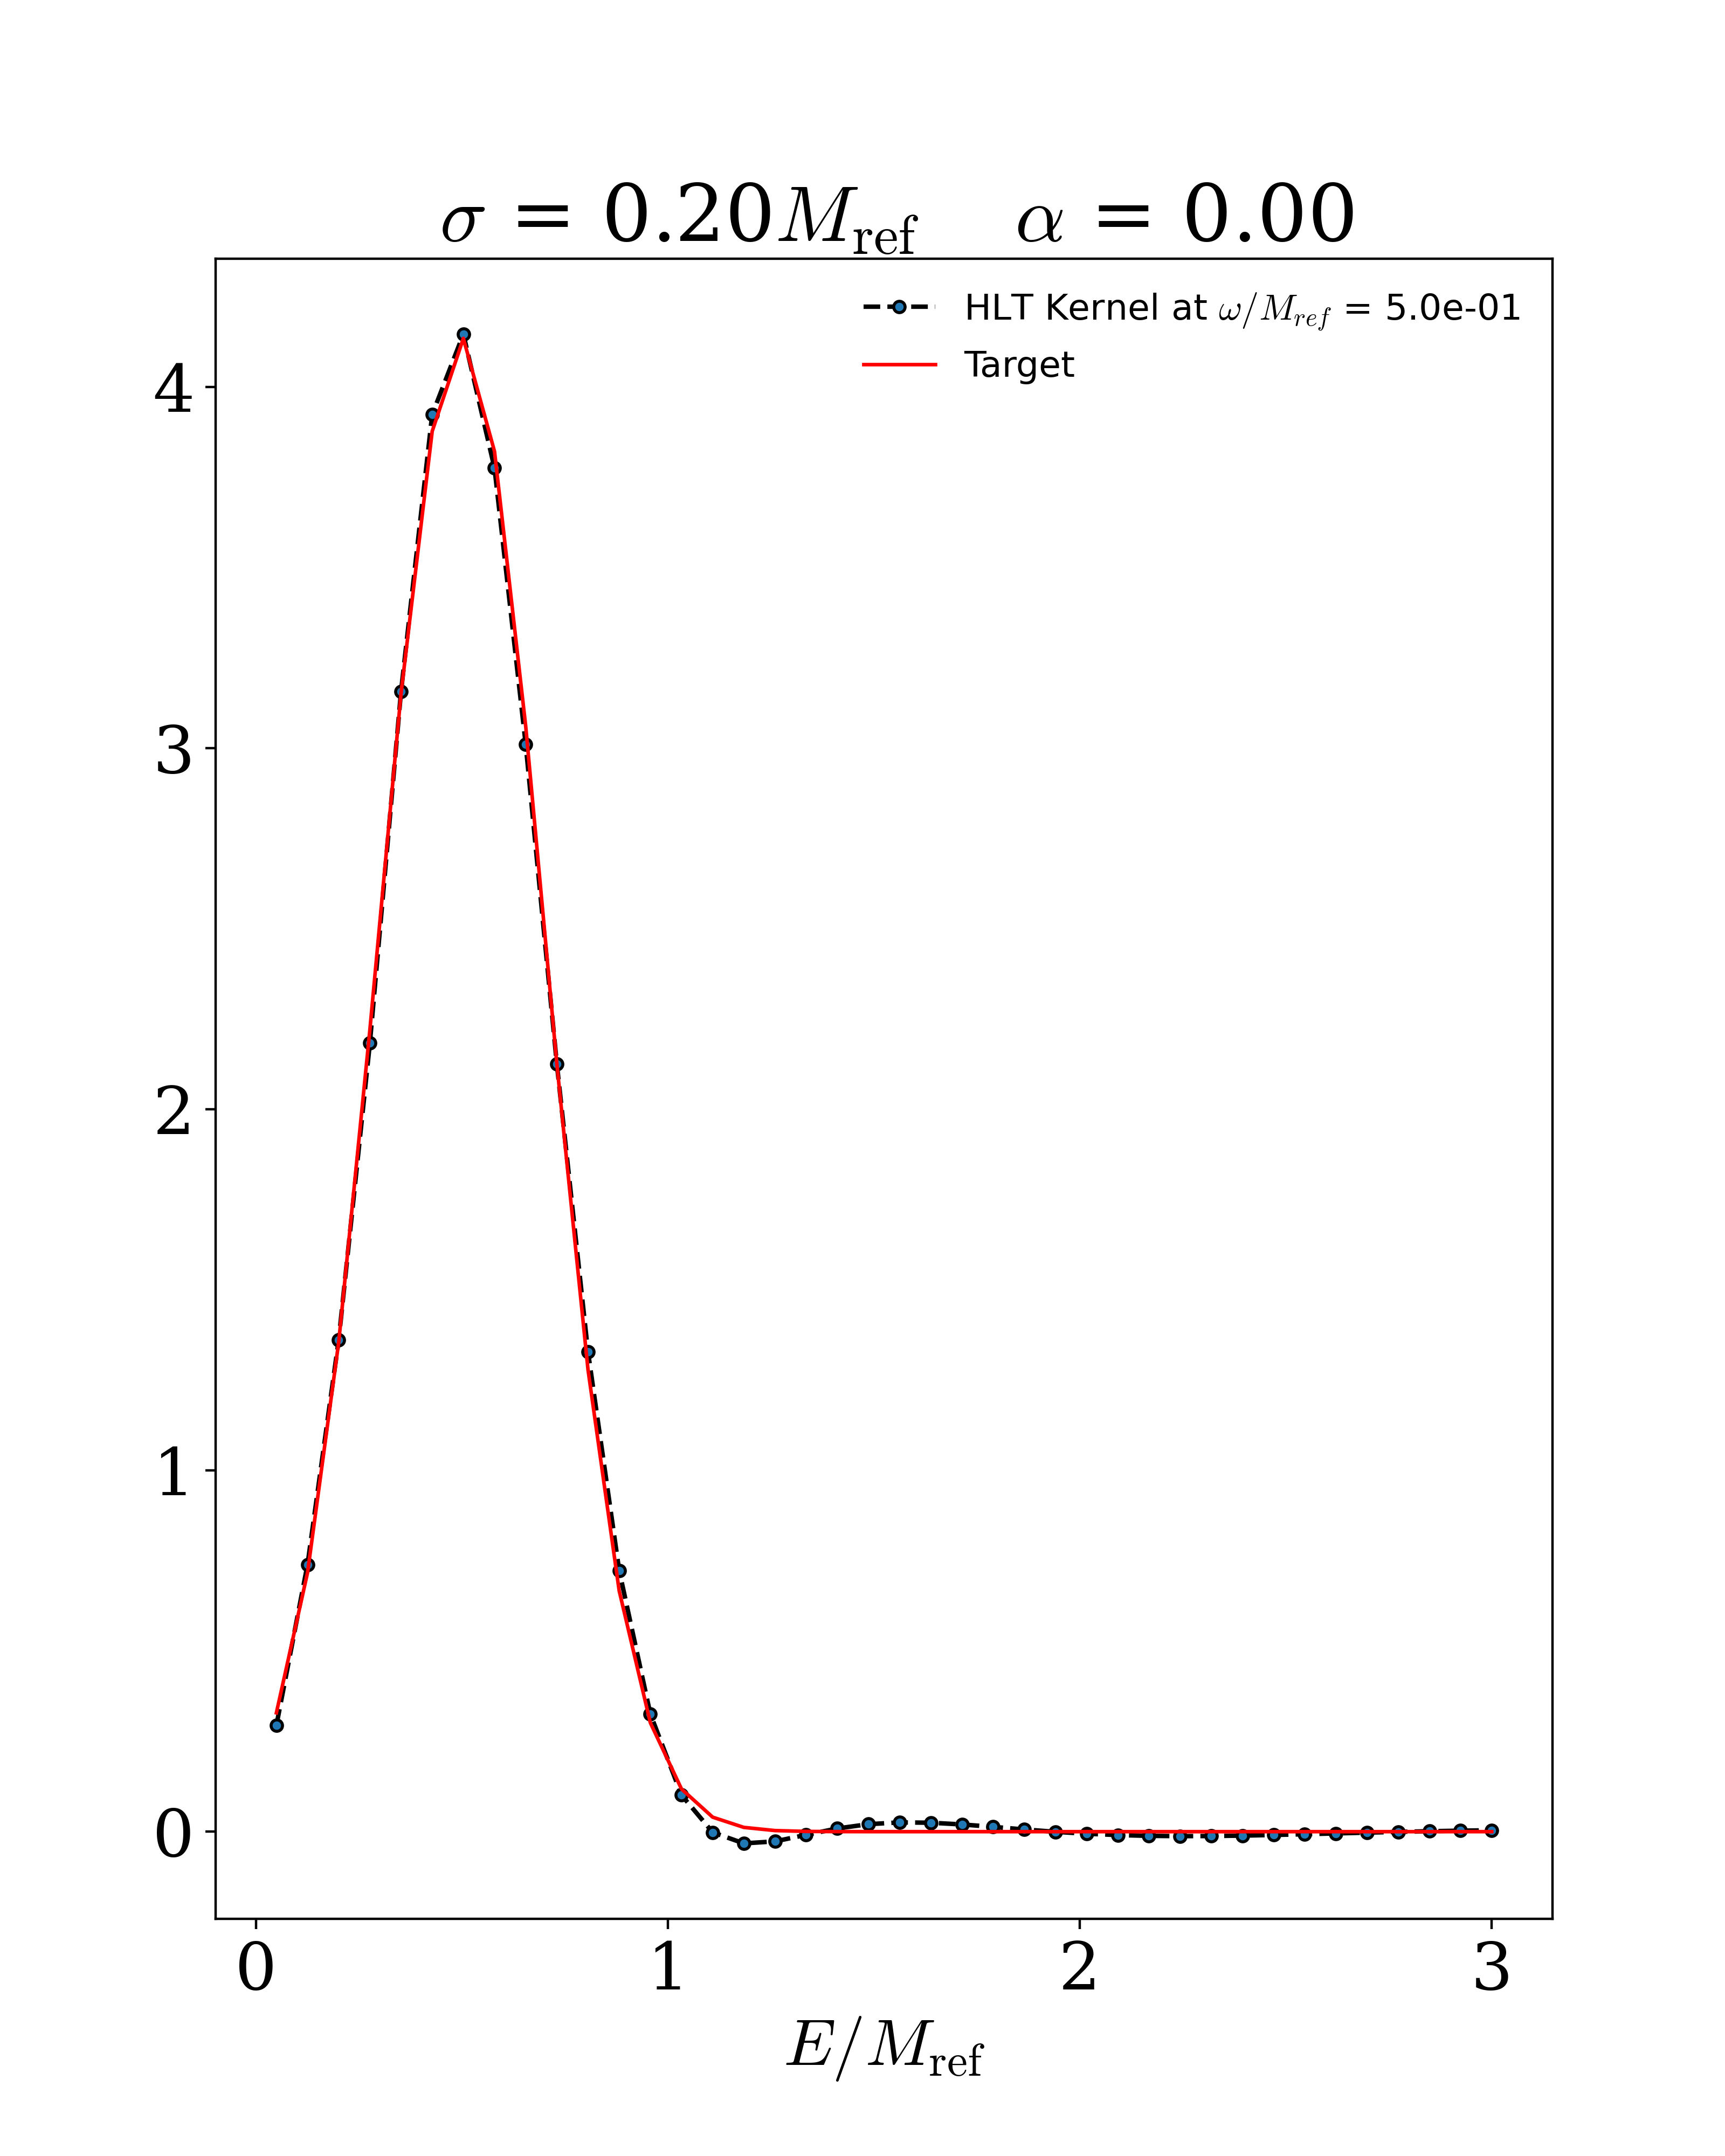 σ = 0.20M_ref α = 0.00
HLT Kernel at ω/M_ref = 5.0e-01
Target
4
3
2
1
0
0 1 2 3
E/M_ref